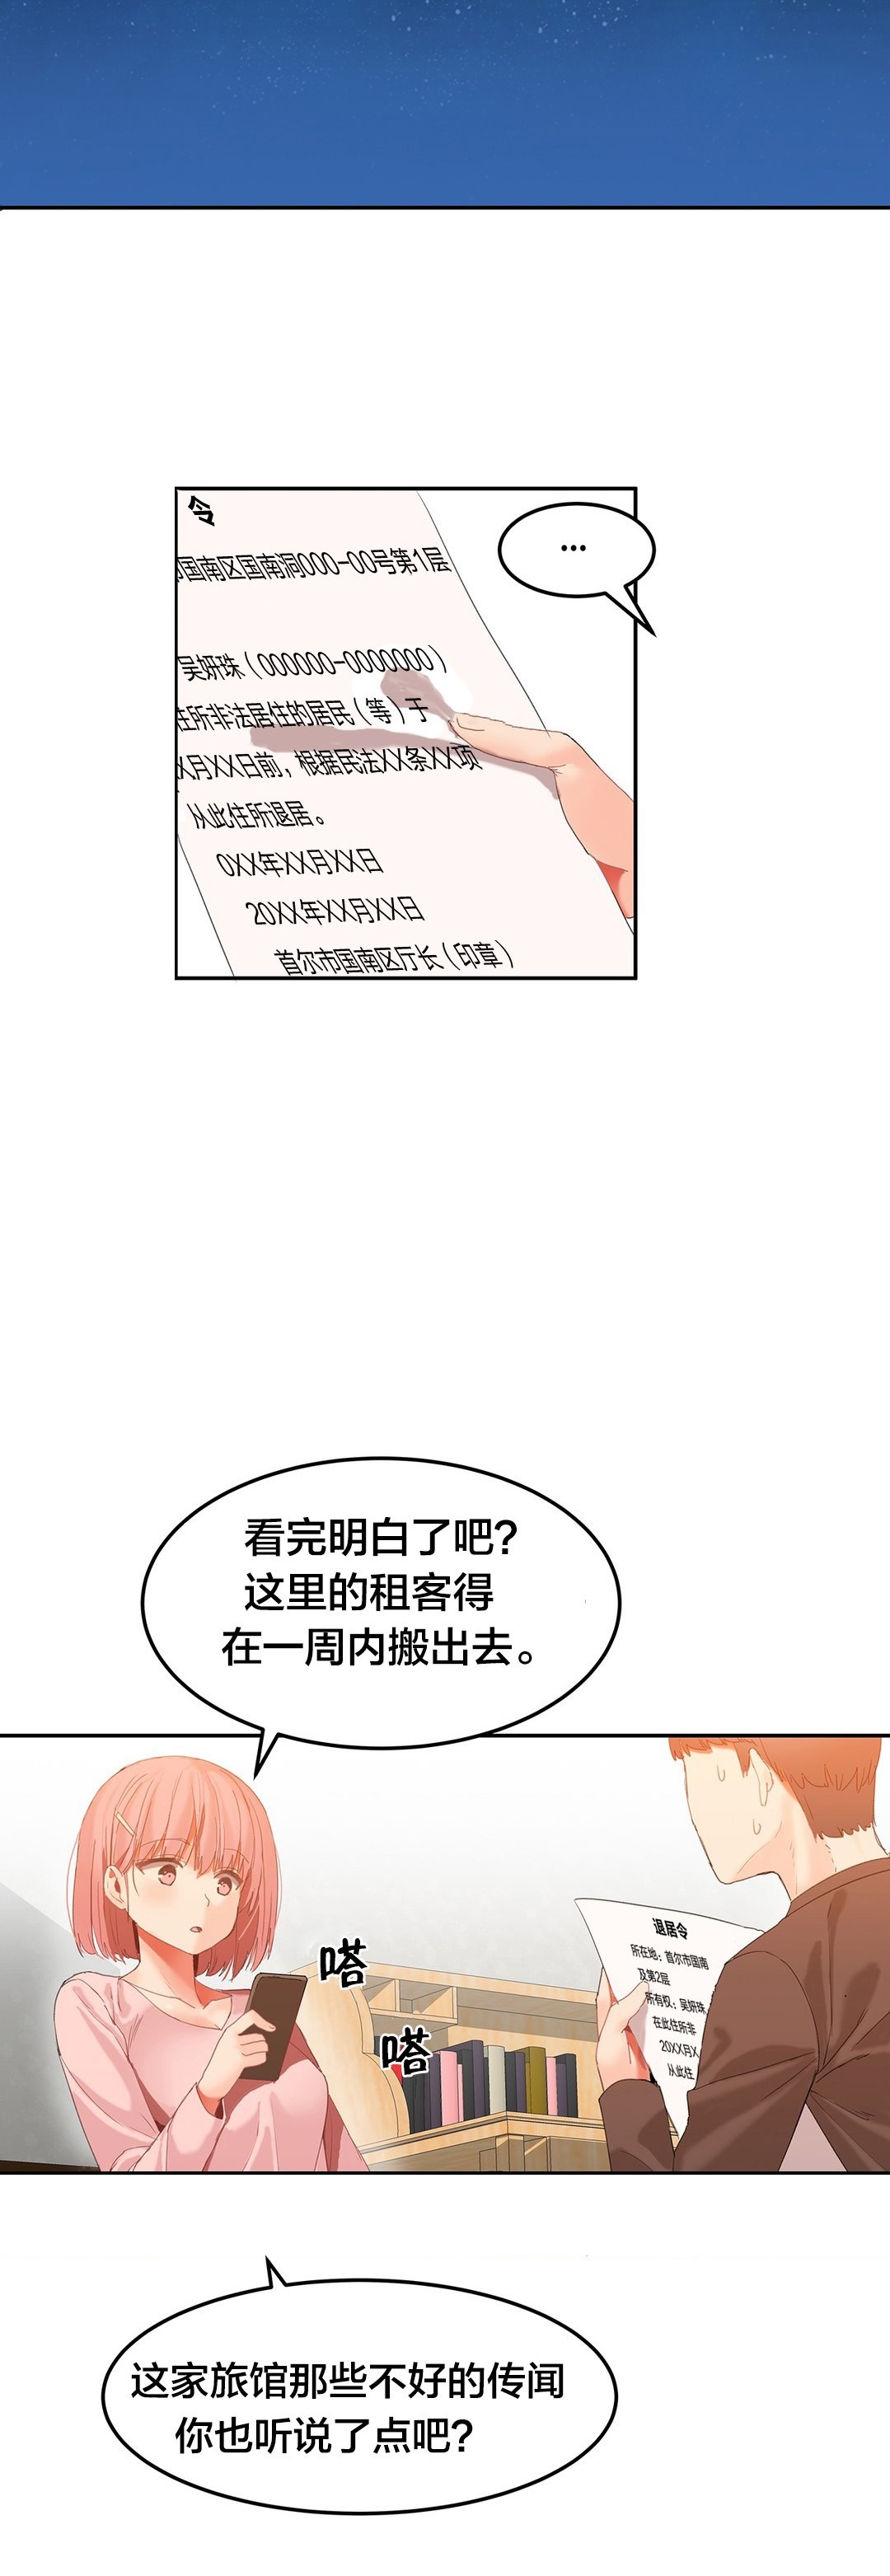 令
市国南区国南洞000-00号第1层
...
吴妍珠（000000-0000000）
住所非法居住的居民（等）于
X月XX日前，根据民法XX条XX项
从此住所退居。
0XX年XX月XX日
20XX年XX月XX日
首尔市国南区厅长（印章）
看完明白了吧？
这里的租客得
在一周内搬出去。
嗒
嗒
退居令
所在地：首尔市国南
及第2层
所有权：吴妍珠
在此住所非
20XX月X
从此住
这家旅馆那些不好的传闻
你也听说了点吧？